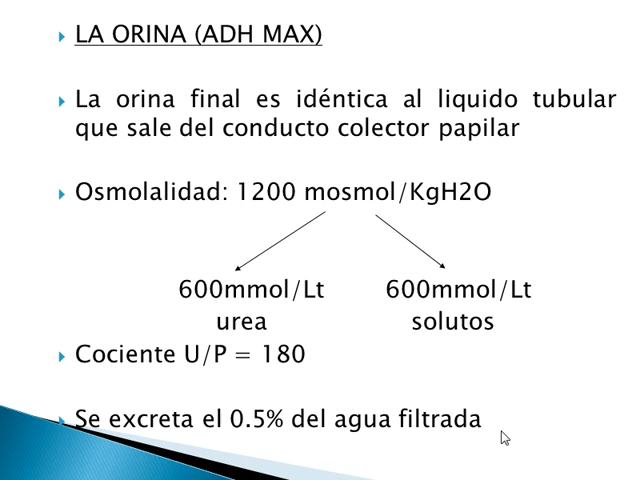 LA ORINA (ADH MAX)
La orina final es idéntica al liquido tubular
que sale del conducto colector papilar
Osmolalidad: 1200 mosmol/KgH2O
600mmol/Lt 600mmol/Lt
urea solutos
Cociente U/P = 180
Se excreta el 0.5% del agua filtrada